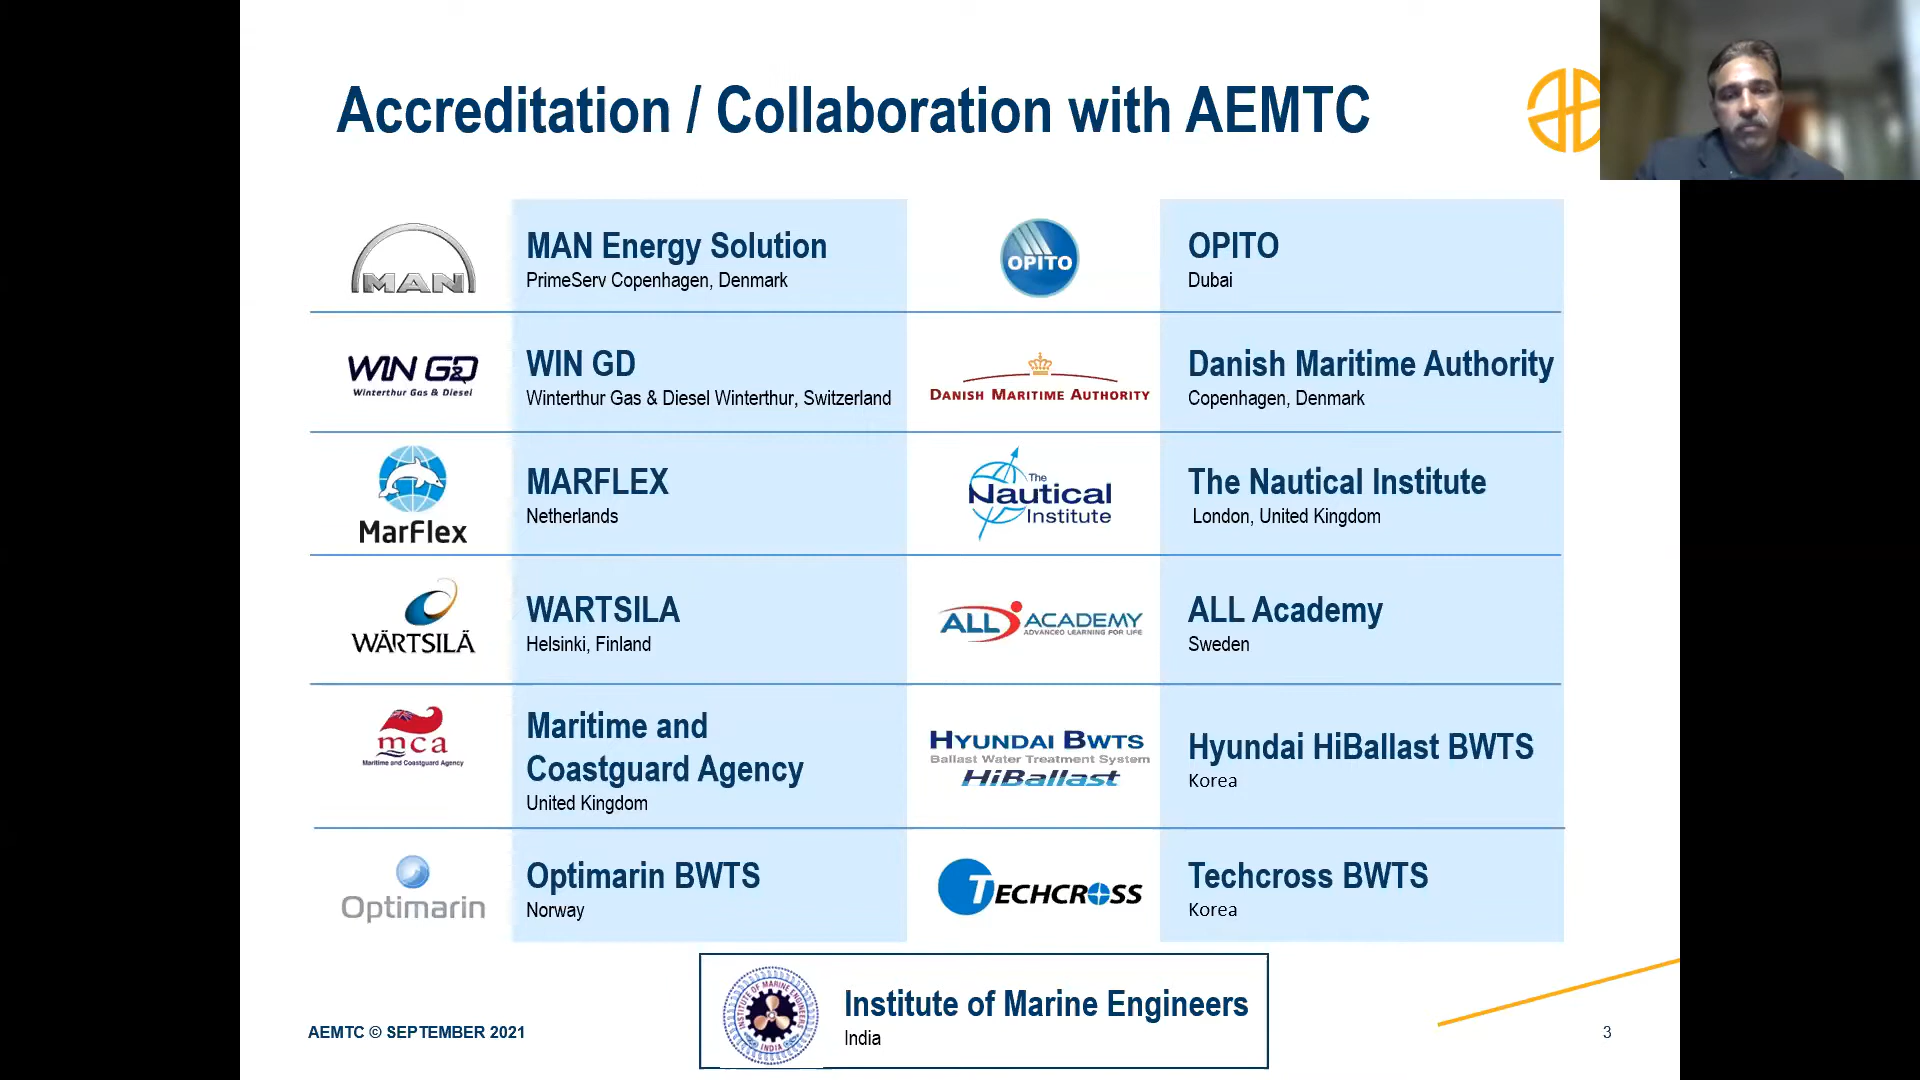 Accreditation / Collaboration with AEMTC
MAN
MAN Energy Solution
PrimeServ Copenhagen, Denmark
OPITO
OPITO
Dubai
WIN GD
Winterthur Gas & Diesel
WIN GD
Winterthur Gas & Diesel Winterthur, Switzerland
DANISH MARITIME AUTHORITY
Danish Maritime Authority
Copenhagen, Denmark
MarFlex
MARFLEX
Netherlands
The
Nautical
Institute
The Nautical Institute
London, United Kingdom
WÄRTSILÄ
WARTSILA
Helsinki, Finland
ALL ACADEMY
ADVANCED LEARNING FOR LIFE
ALL Academy
Sweden
mca
Maritime and Coastguard Agency
Maritime and
Coastguard Agency
United Kingdom
HYUNDAI BWTS
Ballast Water Treatment System
HiBallast
Hyundai HiBallast BWTS
Korea
Optimarin
Optimarin BWTS
Norway
TECHCROSS
Techcross BWTS
Korea
INSTITUTE OF MARINE ENGINEERS
INDIA
Institute of Marine Engineers
India
AEMTC © SEPTEMBER 2021
3